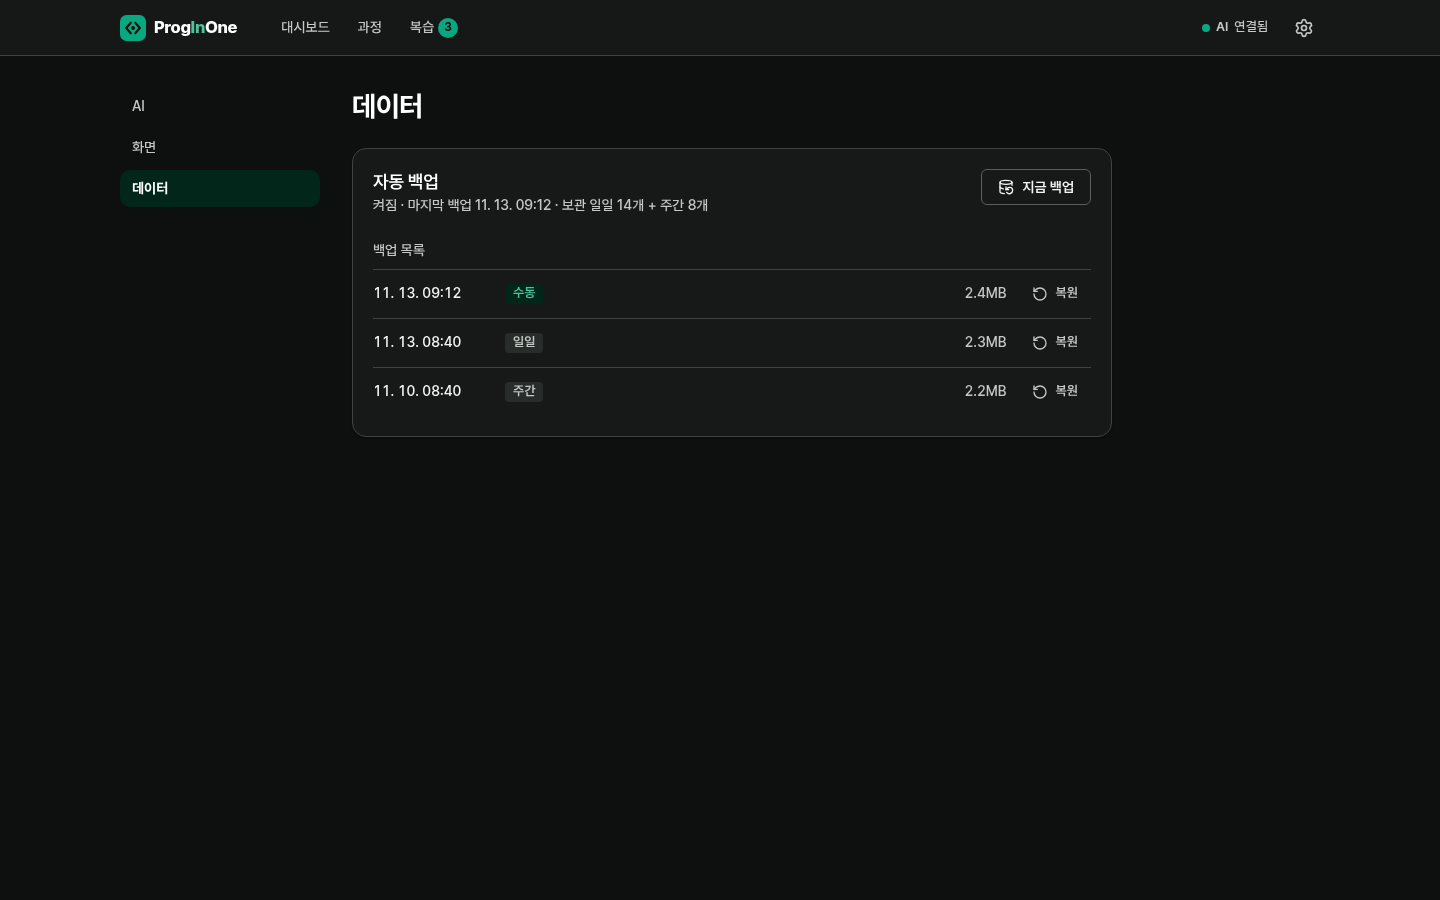 ProgInOne 대시보드 과정 복습 3 AI 연결됨
AI
화면
데이터
데이터
자동 백업
켜짐 · 마지막 백업 11. 13. 09:12 · 보관 일일 14개 + 주간 8개
지금 백업
백업 목록
11. 13. 09:12 수동 2.4MB 복원
11. 13. 08:40 일일 2.3MB 복원
11. 10. 08:40 주간 2.2MB 복원